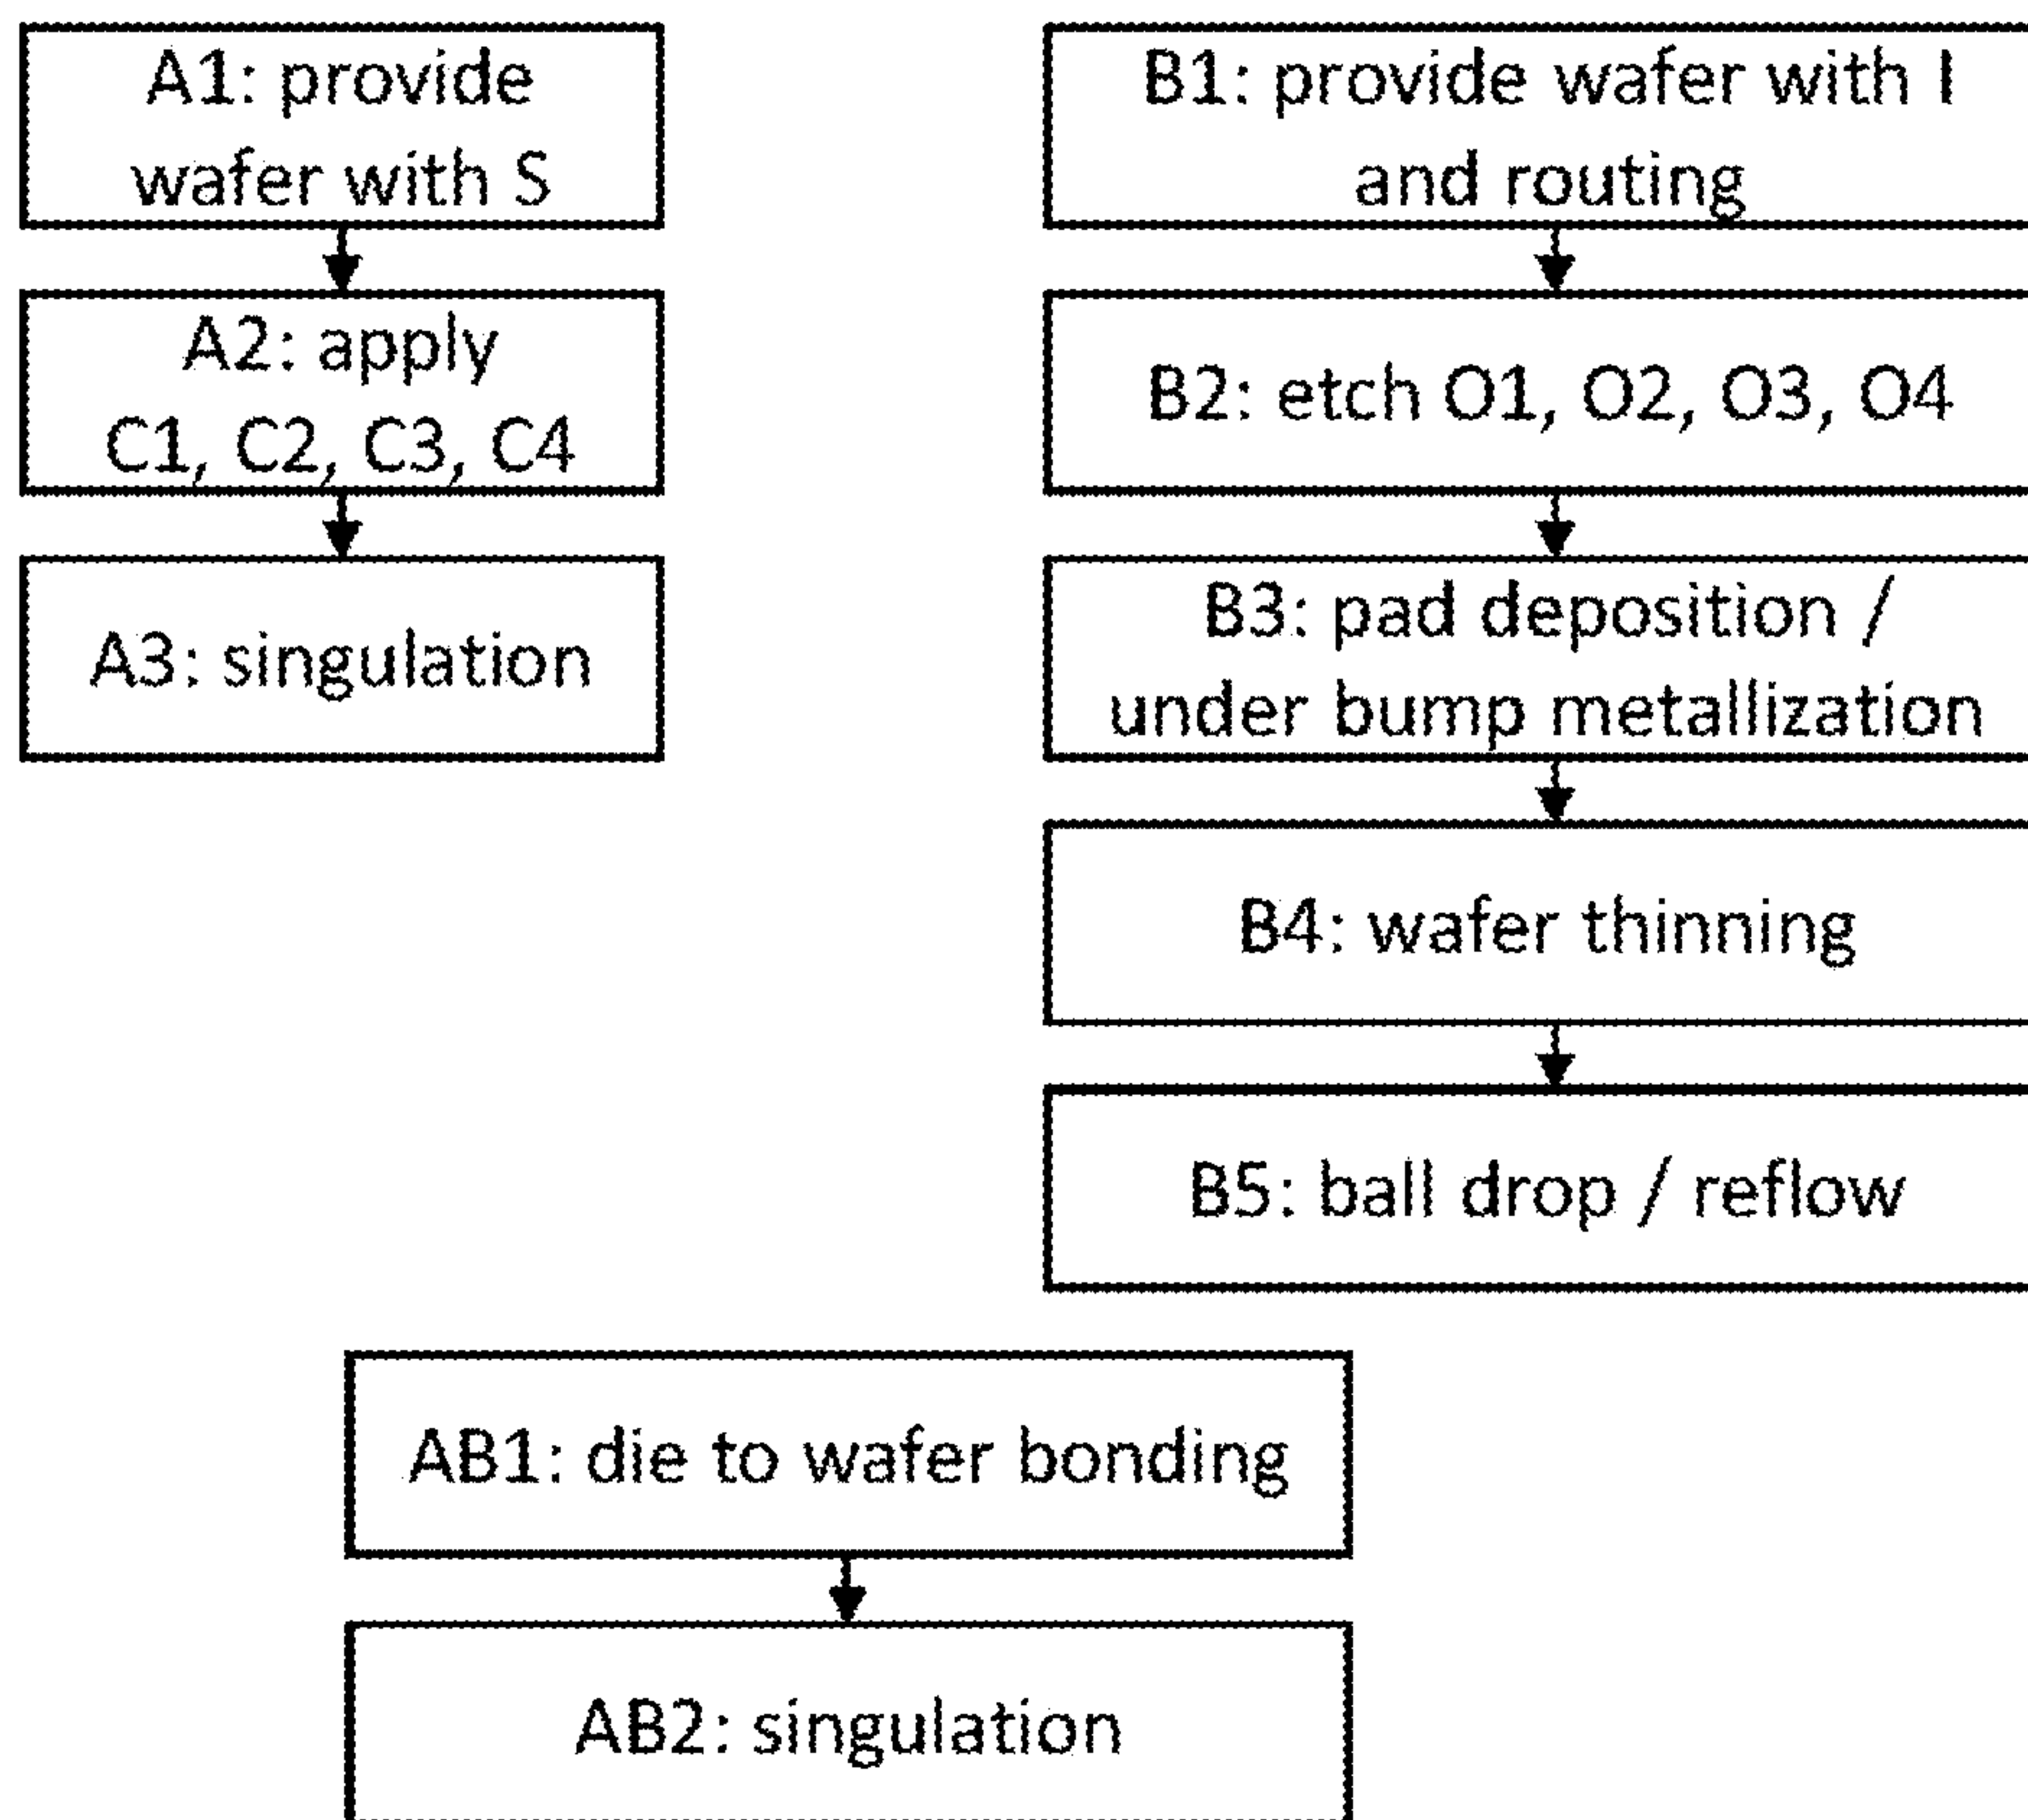 A1: provide
wafer with S
A2: apply
C1, C2, C3, C4
A3: singulation
B1: provide wafer with I
and routing
B2: etch O1, O2, O3, O4
B3: pad deposition /
under bump metallization
B4: wafer thinning
B5: ball drop / reflow
AB1: die to wafer bonding
AB2: singulation